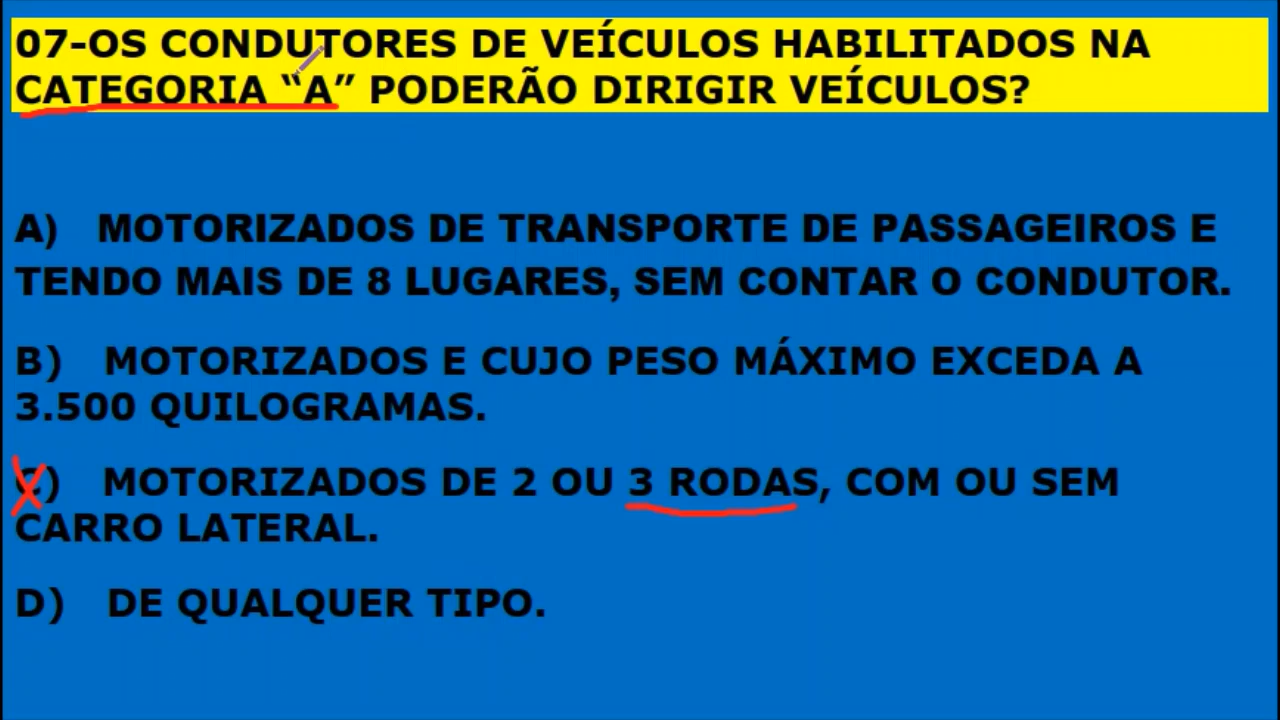 07-OS CONDUTORES DE VEÍCULOS HABILITADOS NA
CATEGORIA “A” PODERÃO DIRIGIR VEÍCULOS?
A) MOTORIZADOS DE TRANSPORTE DE PASSAGEIROS E
TENDO MAIS DE 8 LUGARES, SEM CONTAR O CONDUTOR.
B) MOTORIZADOS E CUJO PESO MÁXIMO EXCEDA A
3.500 QUILOGRAMAS.
C) MOTORIZADOS DE 2 OU 3 RODAS, COM OU SEM
CARRO LATERAL.
D) DE QUALQUER TIPO.